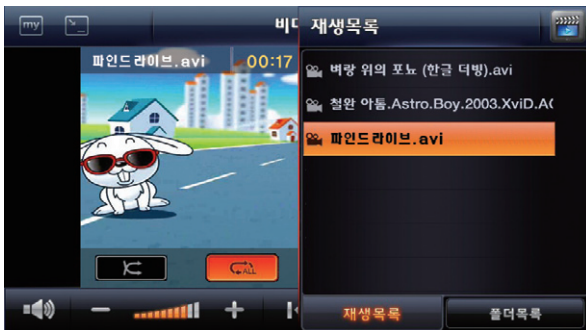 my
비디
재생목록
파인드라이브.avi
00:17
벼랑 위의 포뇨 (한글 더빙).avi
철완 아톰.Astro.Boy.2003.XviD.A
파인드라이브.avi
ALL
재생목록
폴더목록